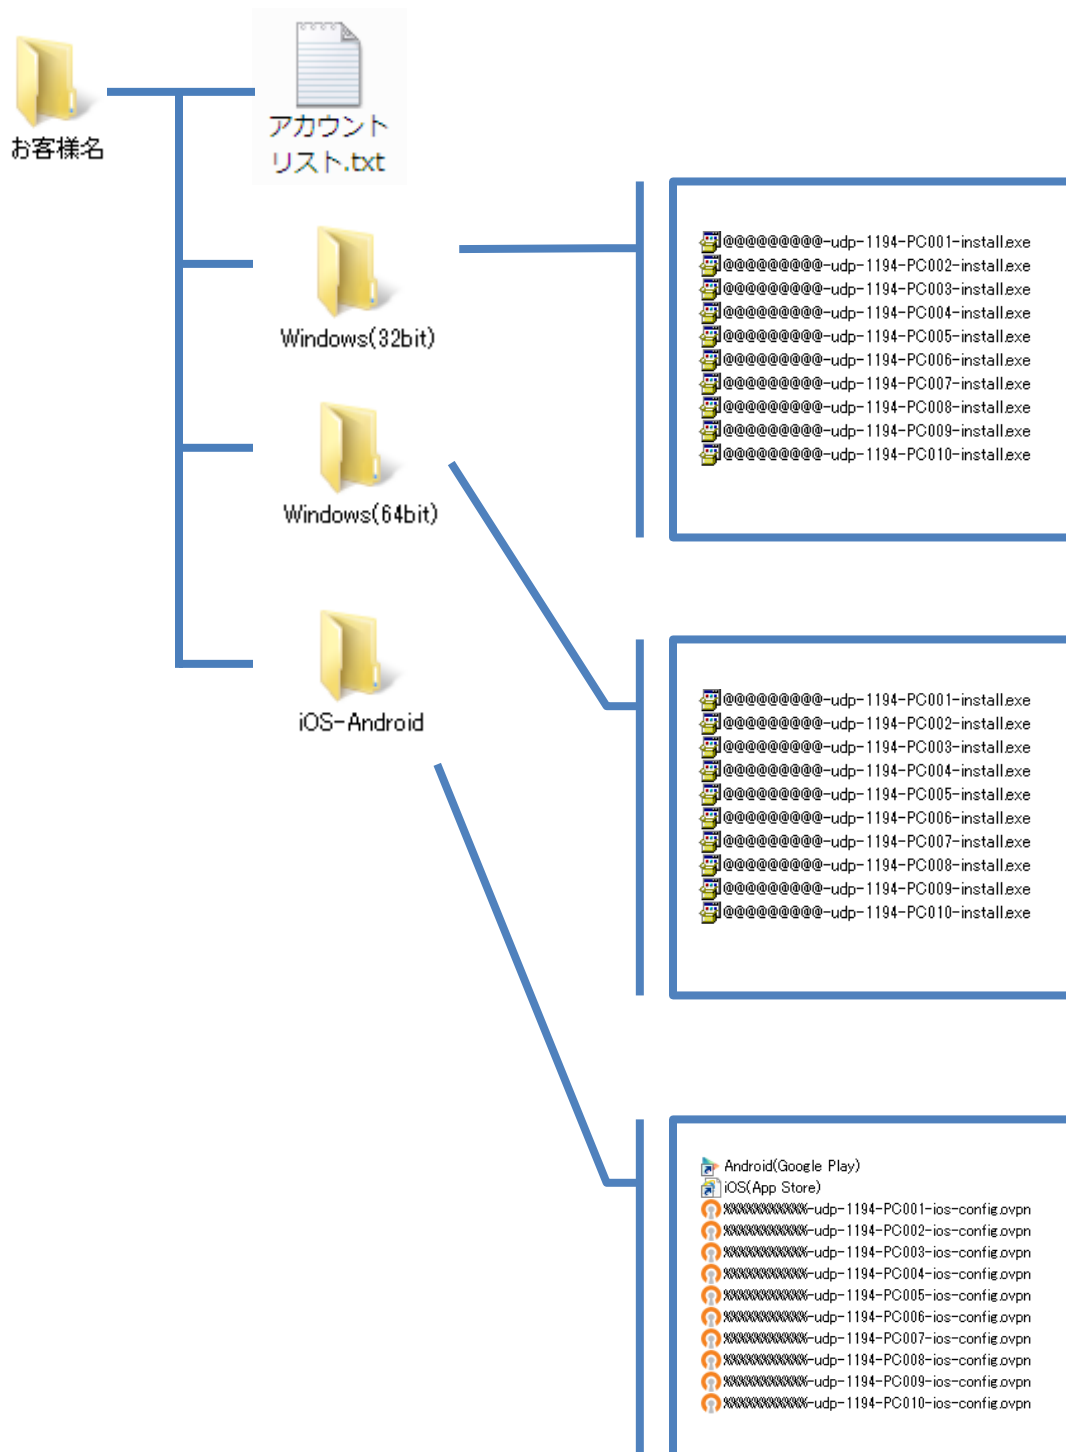 お客様名
アカウント
リスト.txt
Windows(32bit)
@@@@@@@@@-udp-1194-PC001-install.exe
@@@@@@@@@-udp-1194-PC002-install.exe
@@@@@@@@@-udp-1194-PC003-install.exe
@@@@@@@@@-udp-1194-PC004-install.exe
@@@@@@@@@-udp-1194-PC005-install.exe
@@@@@@@@@-udp-1194-PC006-install.exe
@@@@@@@@@-udp-1194-PC007-install.exe
@@@@@@@@@-udp-1194-PC008-install.exe
@@@@@@@@@-udp-1194-PC009-install.exe
@@@@@@@@@-udp-1194-PC010-install.exe
Windows(64bit)
@@@@@@@@@-udp-1194-PC001-install.exe
@@@@@@@@@-udp-1194-PC002-install.exe
@@@@@@@@@-udp-1194-PC003-install.exe
@@@@@@@@@-udp-1194-PC004-install.exe
@@@@@@@@@-udp-1194-PC005-install.exe
@@@@@@@@@-udp-1194-PC006-install.exe
@@@@@@@@@-udp-1194-PC007-install.exe
@@@@@@@@@-udp-1194-PC008-install.exe
@@@@@@@@@-udp-1194-PC009-install.exe
@@@@@@@@@-udp-1194-PC010-install.exe
iOS-Android
Android(Google Play)
iOS(App Store)
%%%%%%%%%%%-udp-1194-PC001-ios-config.ovpn
%%%%%%%%%%%-udp-1194-PC002-ios-config.ovpn
%%%%%%%%%%%-udp-1194-PC003-ios-config.ovpn
%%%%%%%%%%%-udp-1194-PC004-ios-config.ovpn
%%%%%%%%%%%-udp-1194-PC005-ios-config.ovpn
%%%%%%%%%%%-udp-1194-PC006-ios-config.ovpn
%%%%%%%%%%%-udp-1194-PC007-ios-config.ovpn
%%%%%%%%%%%-udp-1194-PC008-ios-config.ovpn
%%%%%%%%%%%-udp-1194-PC009-ios-config.ovpn
%%%%%%%%%%%-udp-1194-PC010-ios-config.ovpn